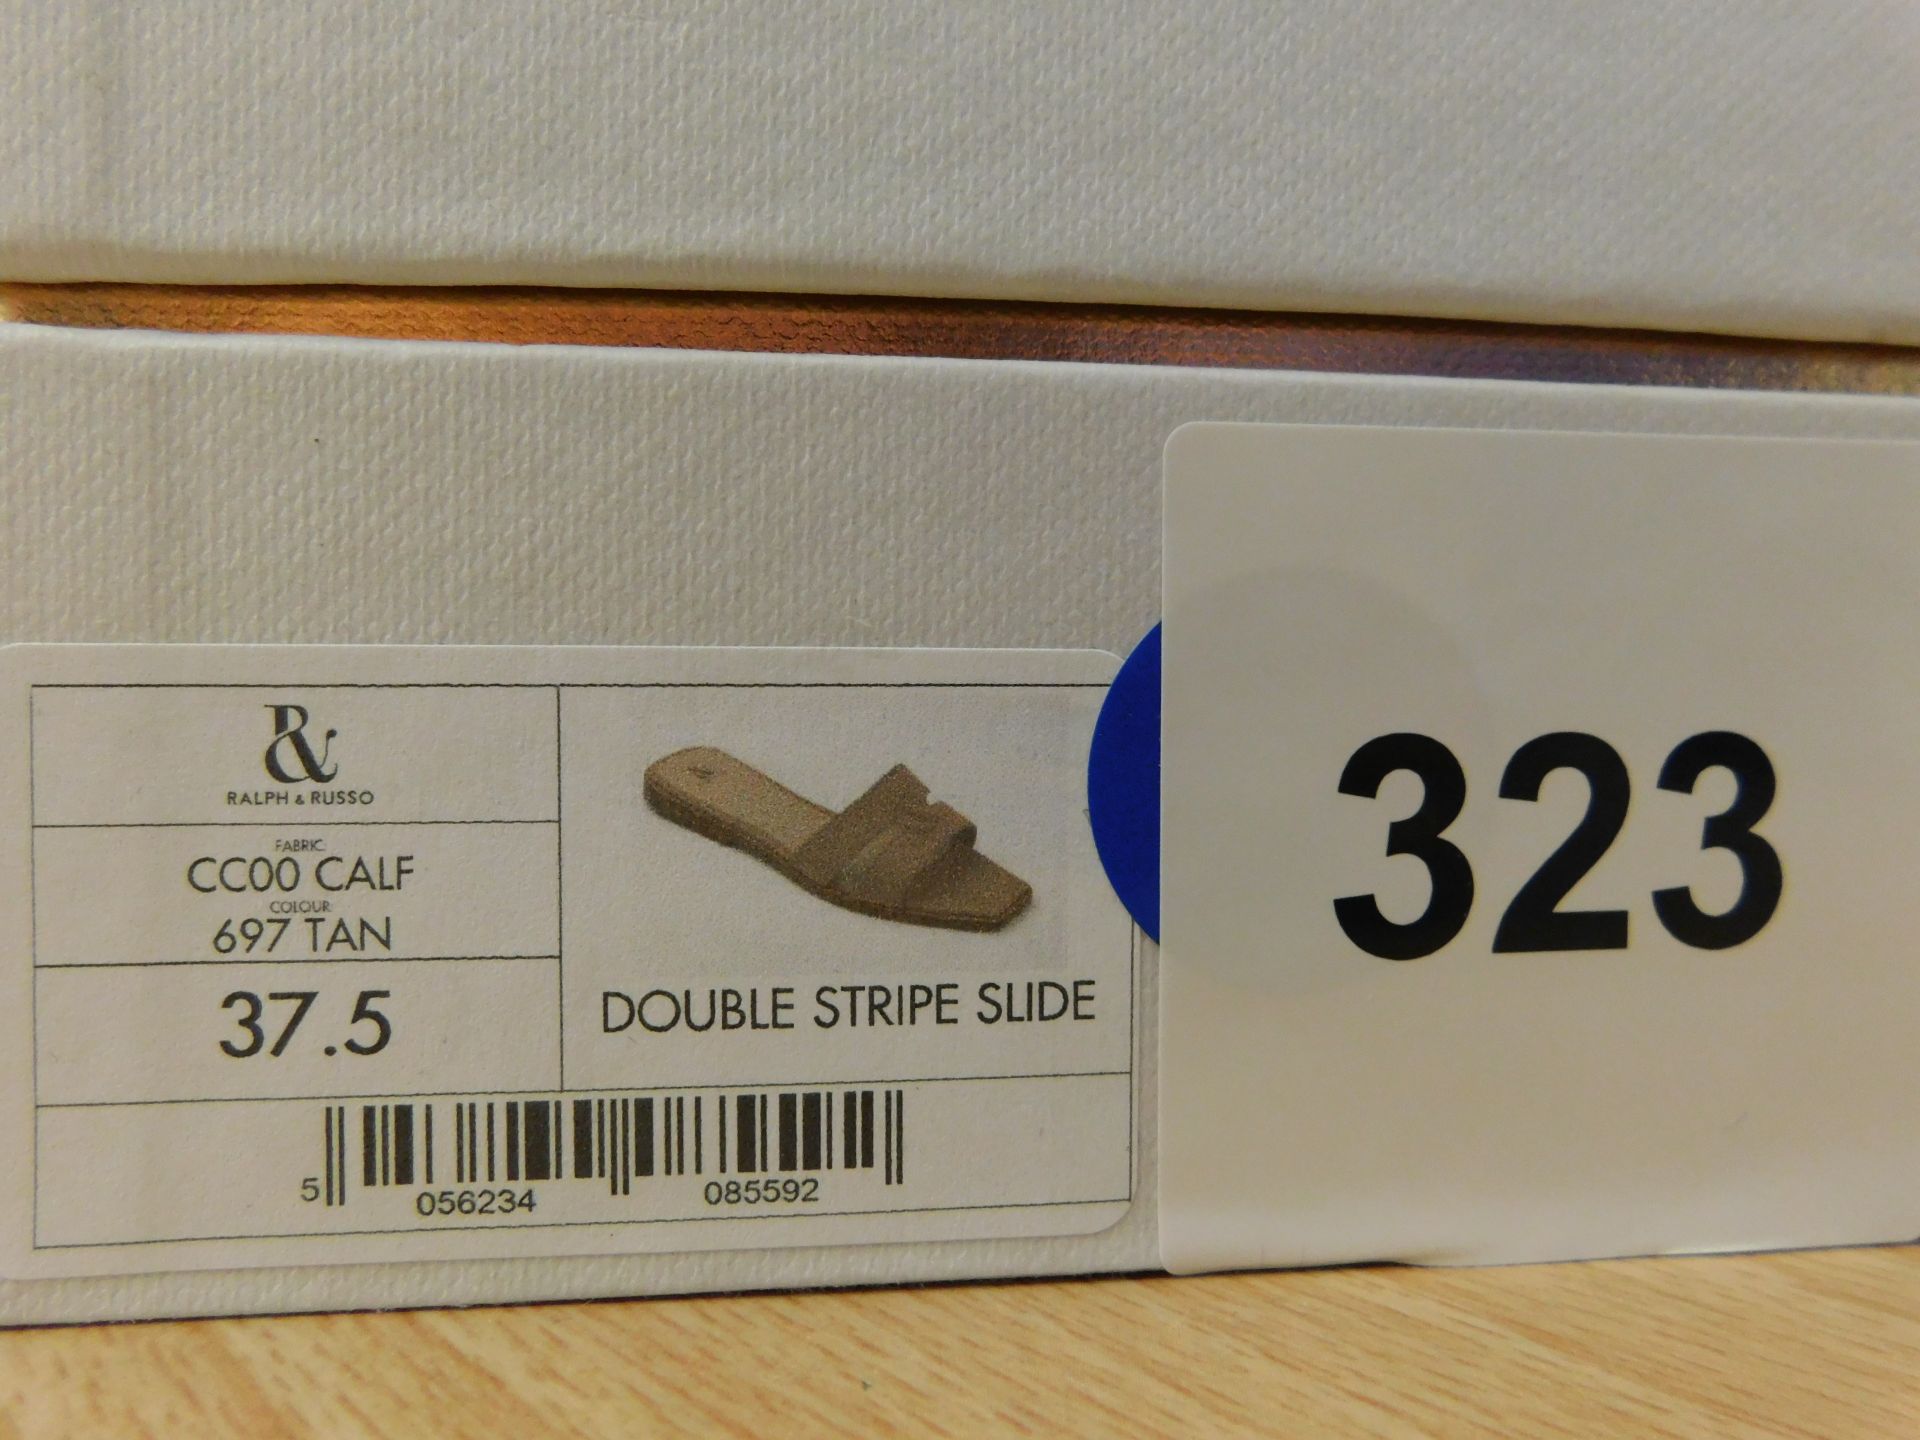 R&
RALPH & RUSSO
FABRIC
CC00 CALF
COLOUR
697 TAN
37.5
DOUBLE STRIPE SLIDE
5 056234 085592
323